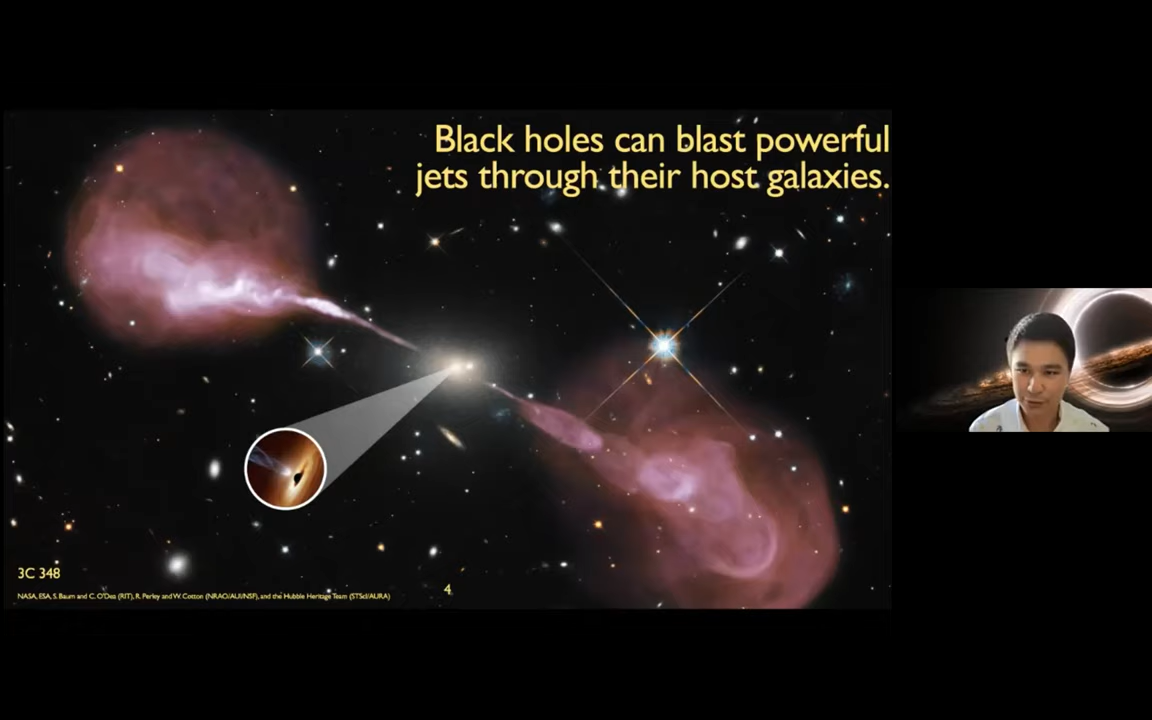 Black holes can blast powerful
jets through their host galaxies.
3C 348
4
NASA, ESA, S. Baum and C. O'Dea (RIT), R. Perley and W. Cotton (NRAO/AUI/NSF), and the Hubble Heritage Team (STScI/AURA)